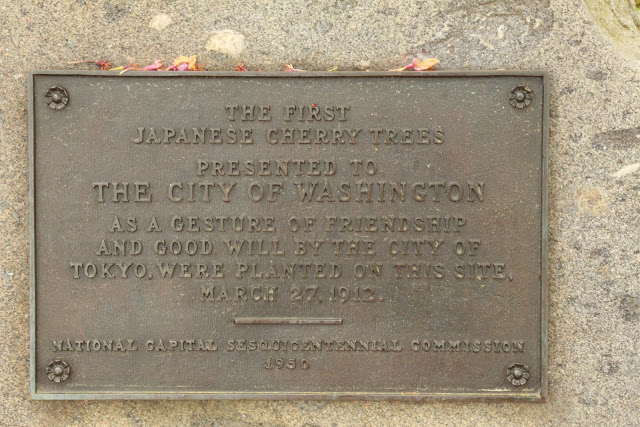 THE FIRST
JAPANESE CHERRY TREES
PRESENTED TO
THE CITY OF WASHINGTON
AS A GESTURE OF FRIENDSHIP
AND GOOD WILL BY THE CITY OF
TOKYO, WERE PLANTED ON THIS SITE,
MARCH 27, 1912.
NATIONAL CAPITAL SESQUICENTENNIAL COMMISSION
1950